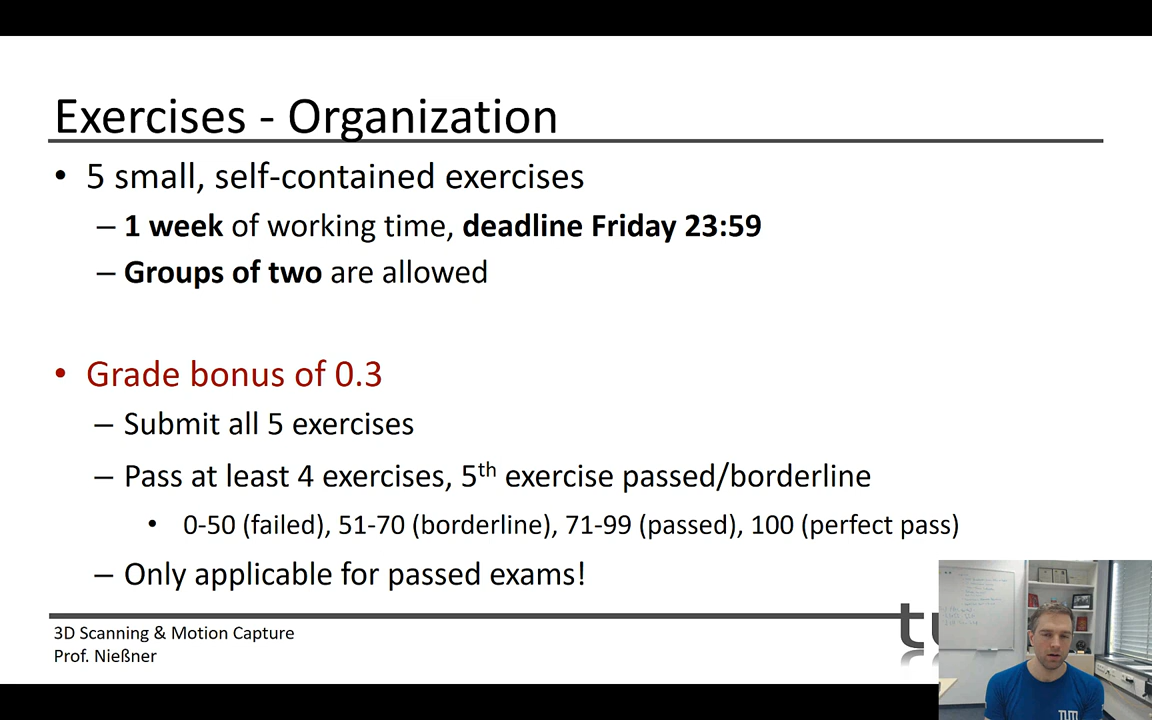 Exercises - Organization
• 5 small, self-contained exercises
– 1 week of working time, deadline Friday 23:59
– Groups of two are allowed
• Grade bonus of 0.3
– Submit all 5 exercises
– Pass at least 4 exercises, 5th exercise passed/borderline
• 0-50 (failed), 51-70 (borderline), 71-99 (passed), 100 (perfect pass)
– Only applicable for passed exams!
3D Scanning & Motion Capture
Prof. Nießner